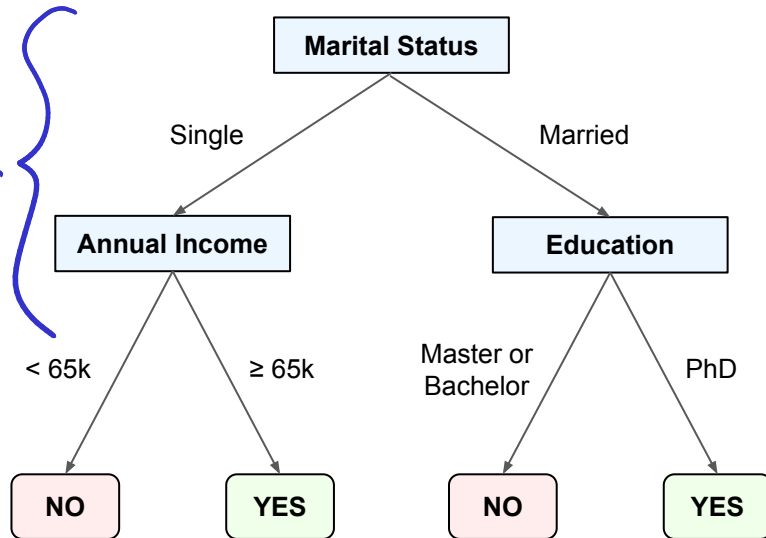 Marital Status
Single
Married
Annual Income
Education
< 65k
≥ 65k
Master or
Bachelor
PhD
NO
YES
NO
YES